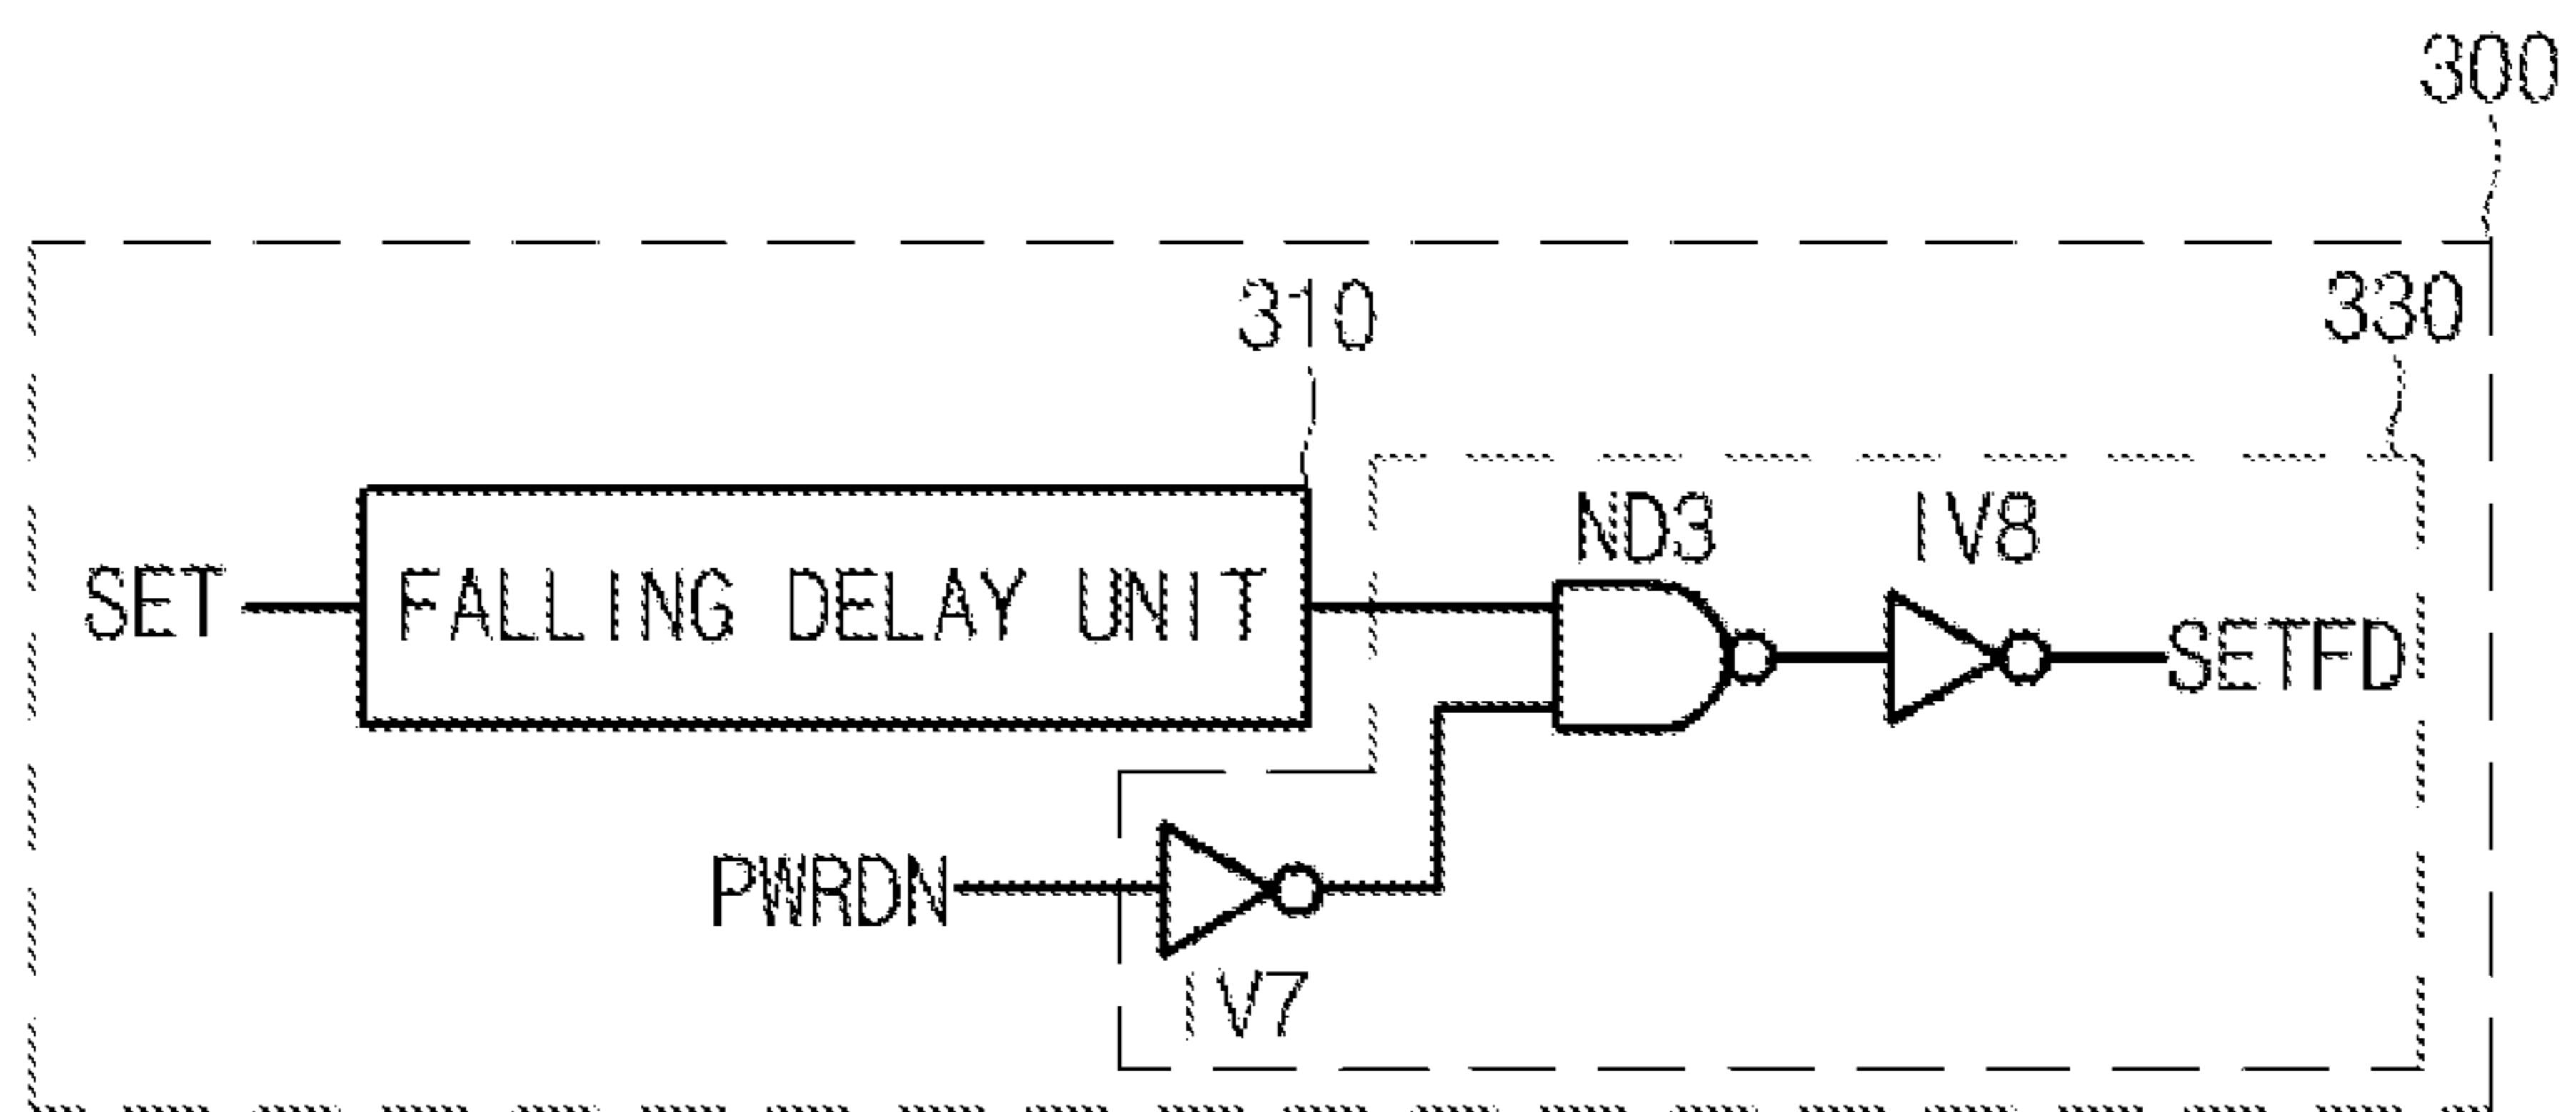 300
310
330
ND3
IV8
SET
FALLING DELAY UNIT
SETFD
PWRDN
IV7